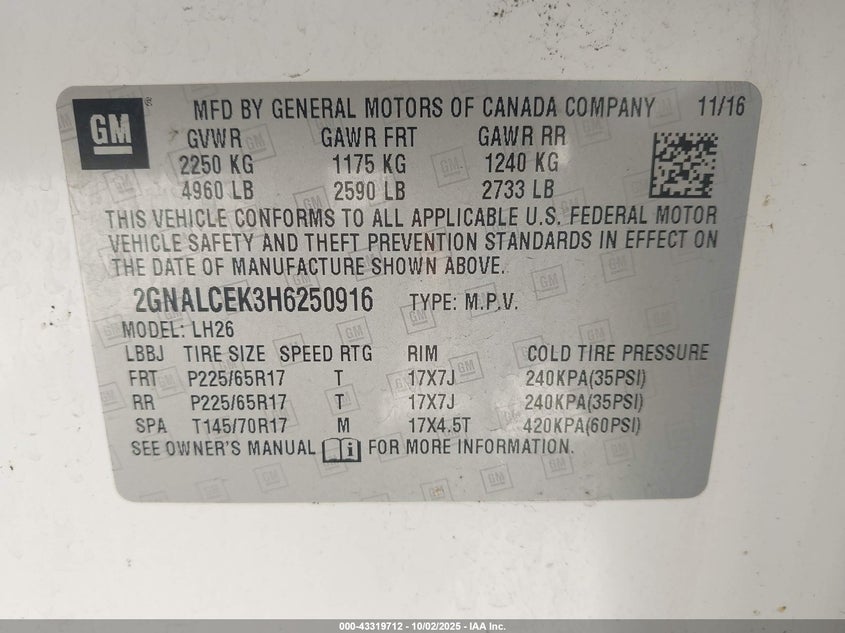 GM
MFD BY GENERAL MOTORS OF CANADA COMPANY 11/16
GVWR GAWR FRT GAWR RR
2250 KG 1175 KG 1240 KG
4960 LB 2590 LB 2733 LB
THIS VEHICLE CONFORMS TO ALL APPLICABLE U.S. FEDERAL MOTOR
VEHICLE SAFETY AND THEFT PREVENTION STANDARDS IN EFFECT ON
THE DATE OF MANUFACTURE SHOWN ABOVE.
2GNALCEK3H6250916 TYPE: M.P.V.
MODEL: LH26
LBBJ TIRE SIZE SPEED RTG RIM COLD TIRE PRESSURE
FRT P225/65R17 T 17X7J 240KPA(35PSI)
RR P225/65R17 T 17X7J 240KPA(35PSI)
SPA T145/70R17 M 17X4.5T 420KPA(60PSI)
SEE OWNER'S MANUAL FOR MORE INFORMATION.
000-43319712 - 10/02/2025 - IAA Inc.